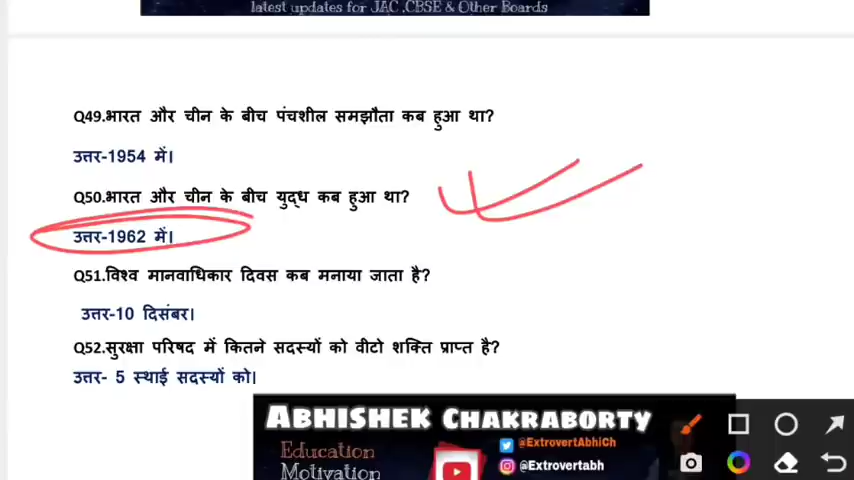 latest updates for JAC ,CBSE & Other Boards
Q49.भारत और चीन के बीच पंचशील समझौता कब हुआ था?
उत्तर-1954 में।
Q50.भारत और चीन के बीच युद्ध कब हुआ था?
उत्तर-1962 में।
Q51.विश्व मानवाधिकार दिवस कब मनाया जाता है?
उत्तर-10 दिसंबर।
Q52.सुरक्षा परिषद में कितने सदस्यों को वीटो शक्ति प्राप्त है?
उत्तर- 5 स्थाई सदस्यों को।
ABHISHEK CHAKRABORTY
Education
@ExtrovertAbhiCh
Motivation
@Extrovertabh